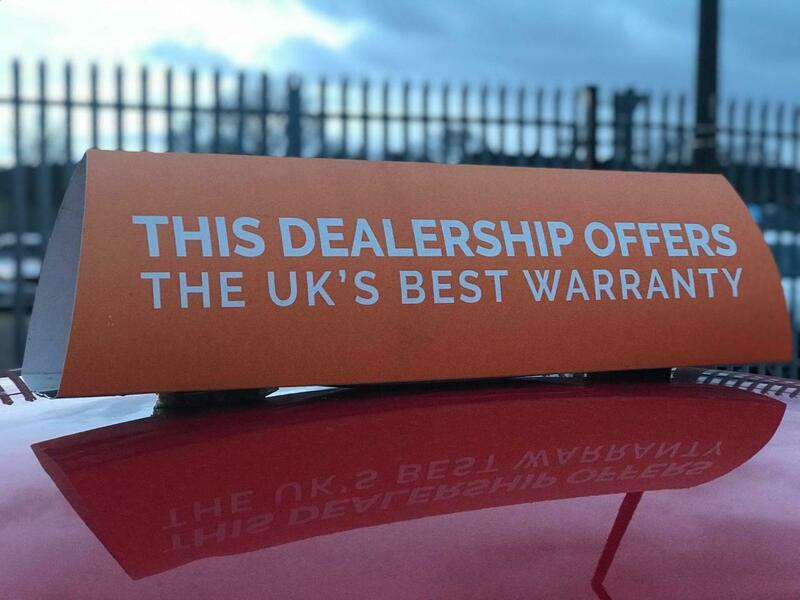 THIS DEALERSHIP OFFERS
THE UK'S BEST WARRANTY